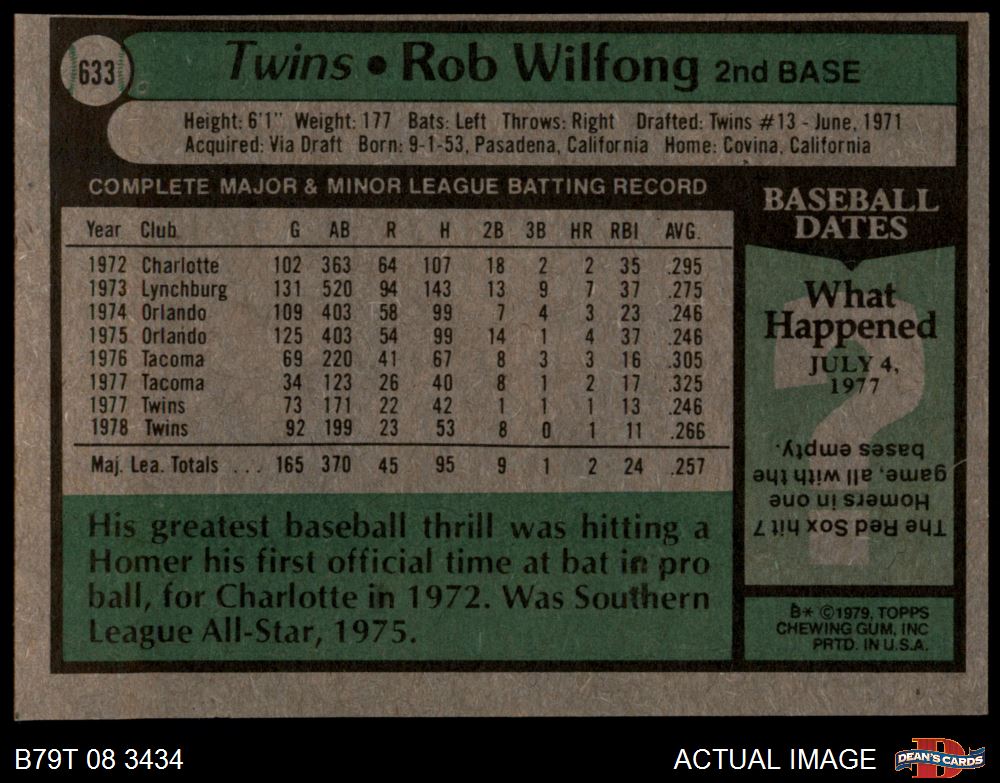 633
Twins • Rob Wilfong 2nd BASE
Height: 6'1" Weight: 177 Bats: Left Throws: Right Drafted: Twins #13 - June, 1971
Acquired: Via Draft Born: 9-1-53, Pasadena, California Home: Covina, California
COMPLETE MAJOR & MINOR LEAGUE BATTING RECORD
Year Club G AB R H 2B 3B HR RBI AVG.
1972 Charlotte 102 363 64 107 18 2 2 35 .295
1973 Lynchburg 131 520 94 143 13 9 7 37 .275
1974 Orlando 109 403 58 99 7 4 3 23 .246
1975 Orlando 125 403 54 99 14 1 4 37 .246
1976 Tacoma 69 220 41 67 8 3 3 16 .305
1977 Tacoma 34 123 26 40 8 1 2 17 .325
1977 Twins 73 171 22 42 1 1 1 13 .246
1978 Twins 92 199 23 53 8 0 1 11 .266
Maj. Lea. Totals ... 165 370 45 95 9 1 2 24 .257
His greatest baseball thrill was hitting a
Homer his first official time at bat in pro
ball, for Charlotte in 1972. Was Southern
League All-Star, 1975.
BASEBALL
DATES
What
Happened
JULY 4,
1977
The Red Sox hit 7
Homers in one
game, all with the
bases empty.
B* ©1979, TOPPS
CHEWING GUM, INC
PRTD. IN U.S.A.
B79T 08 3434
ACTUAL IMAGE
D
DEAN'S CARDS